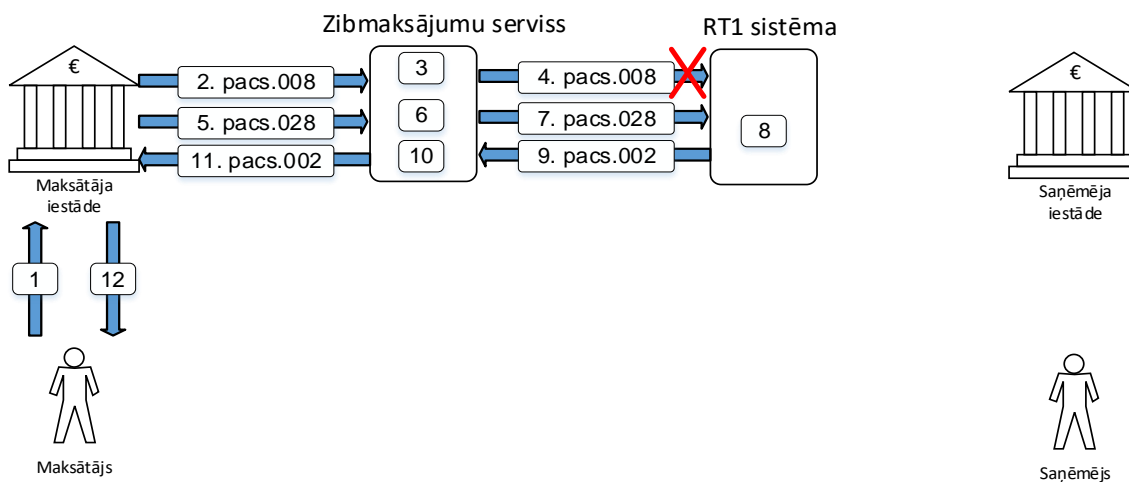 Zibmaksājumu serviss
RT1 sistēma
€
2. pacs.008
3
4. pacs.008
€
5. pacs.028
6
7. pacs.028
8
11. pacs.002
10
9. pacs.002
Maksātāja
iestāde
Saņēmēja
iestāde
1
12
Maksātājs
Saņēmējs